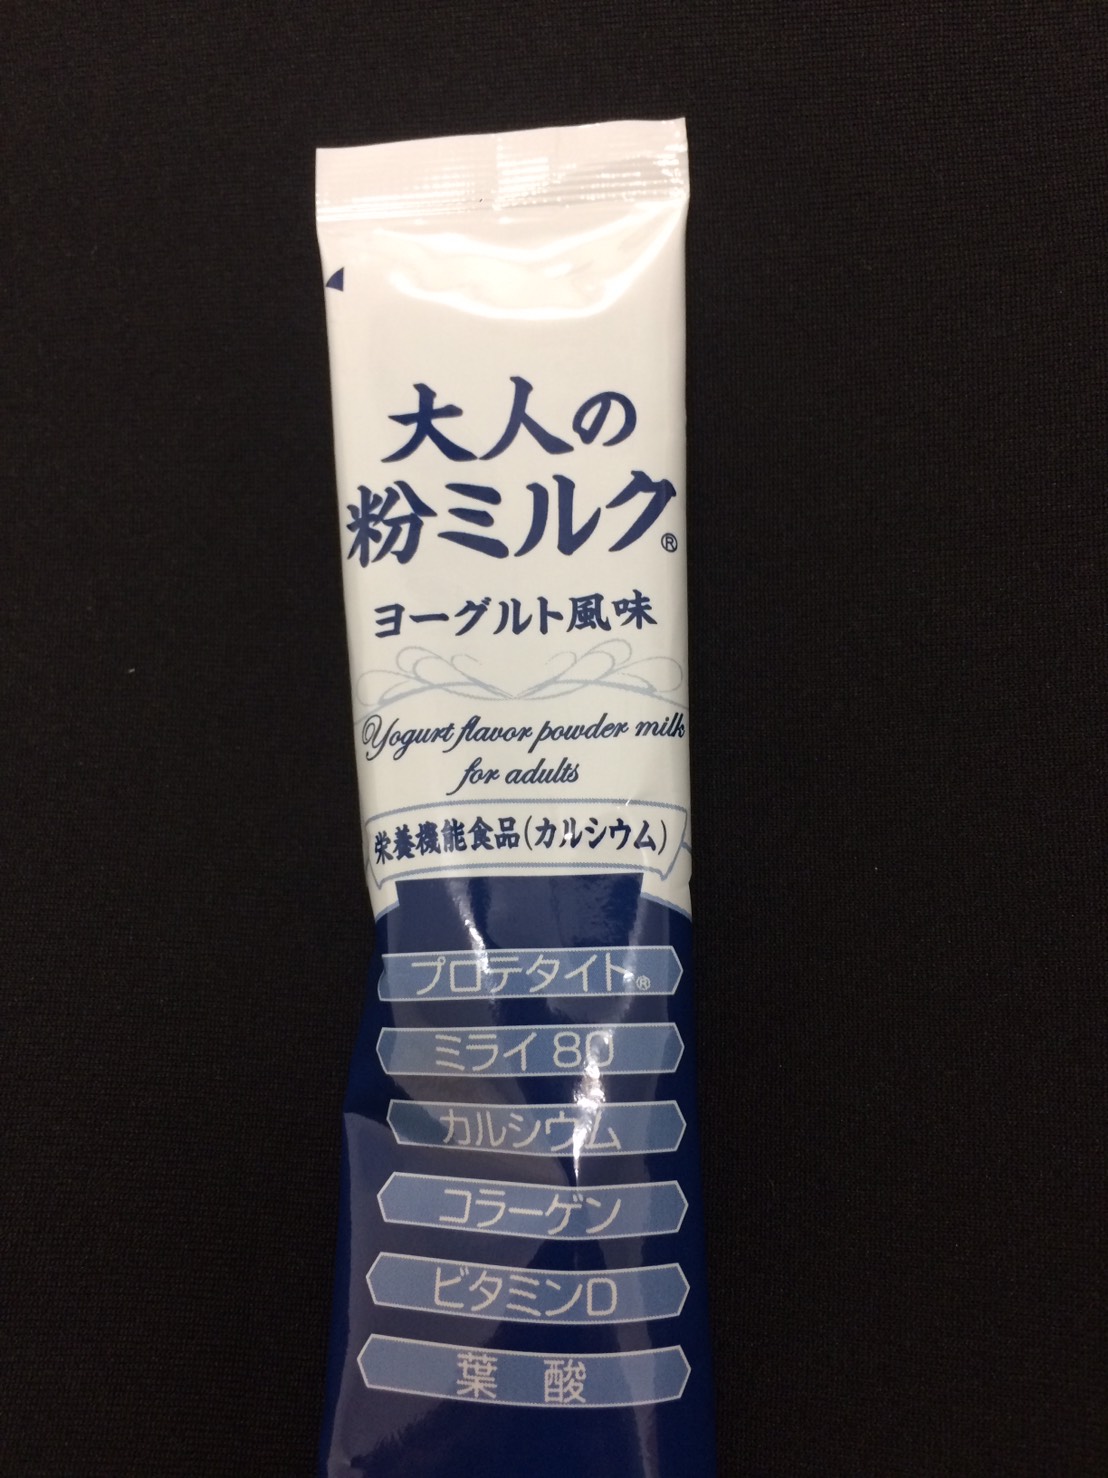 大人の
粉ミルク®
ヨーグルト風味
Yogurt flavor powder milk
for adults
栄養機能食品(カルシウム)
プロテタイト®
ミライ80
カルシウム
コラーゲン
ビタミンD
葉酸